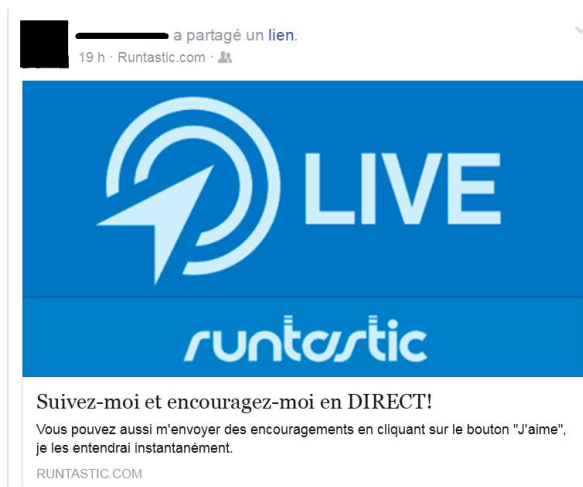 a partagé un lien.
19 h · Runtastic.com ·
LIVE
runtastic
Suivez-moi et encouragez-moi en DIRECT!
Vous pouvez aussi m'envoyer des encouragements en cliquant sur le bouton "J'aime",
je les entendrai instantanément.
RUNTASTIC.COM